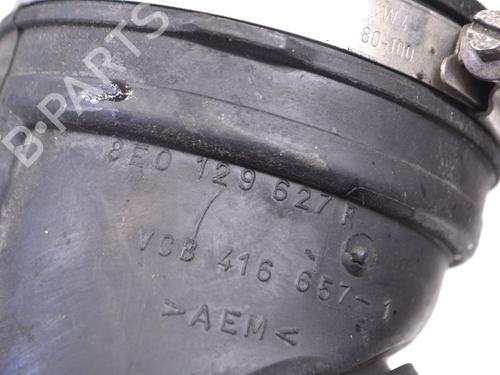 W4
80-100
B-PARTS
8E0 129 627 R
VCB 416 657-1
>AEM<